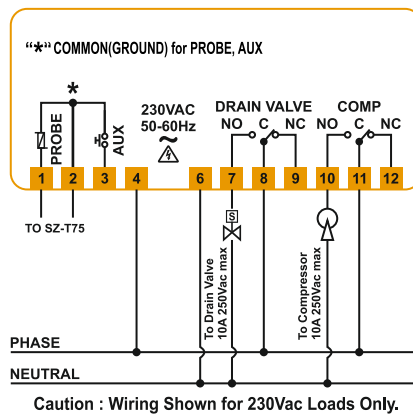 "*" COMMON(GROUND) for PROBE, AUX
*
230VAC
50-60Hz
~
DRAIN VALVE
COMP
NO C NC NO C NC
PROBE
AUX
1 2 3 4 6 7 8 9 10 11 12
TO SZ-T75
S
To Drain Valve
10A 250Vac max
To Compressor
10A 250Vac max
PHASE
NEUTRAL
Caution : Wiring Shown for 230Vac Loads Only.